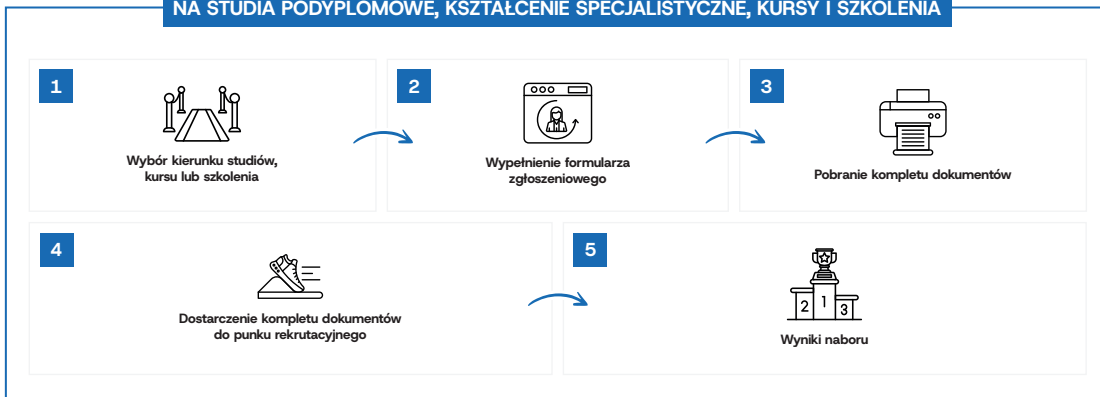 NA STUDIA PODYPLOMOWE, KSZTAŁCENIE SPECJALISTYCZNE, KURSY I SZKOLENIA
1
Wybór kierunku studiów,
kursu lub szkolenia
2
Wypełnienie formularza
zgłoszeniowego
3
Pobranie kompletu dokumentów
4
Dostarczenie kompletu dokumentów
do punktu rekrutacyjnego
5
2 1 3
Wyniki naboru